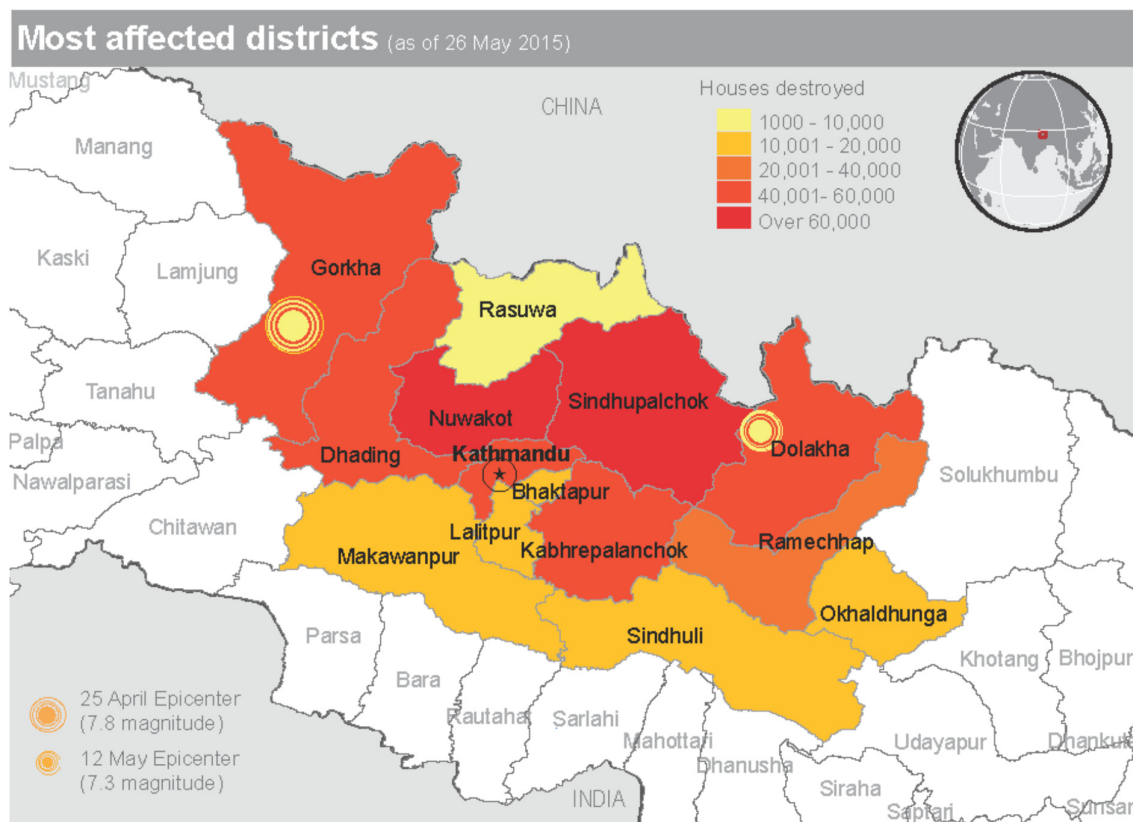 Most affected districts (as of 26 May 2015)
Mustang
Manang
Kaski
Lamjung
Tanahu
Palpa
Nawalparasi
Chitawan
CHINA
Houses destroyed
1000 - 10,000
10,001 - 20,000
20,001 - 40,000
40,001- 60,000
Over 60,000
Gorkha
Rasuwa
Sindhupalchok
Nuwakot
Dolakha
Dhading
Kathmandu
Bhaktapur
Lalitpur
Kabhrepalanchok
Makawanpur
Ramechhap
Solukhumbu
Okhaldhunga
Sindhuli
Parsa
Bara
Rautahat
Sarlahi
Mahottari
Dhanusha
Siraha
Saptari
Udayapur
Khotang
Bhojpur
Dhankut
Sunsar
25 April Epicenter
(7.8 magnitude)
12 May Epicenter
(7.3 magnitude)
INDIA